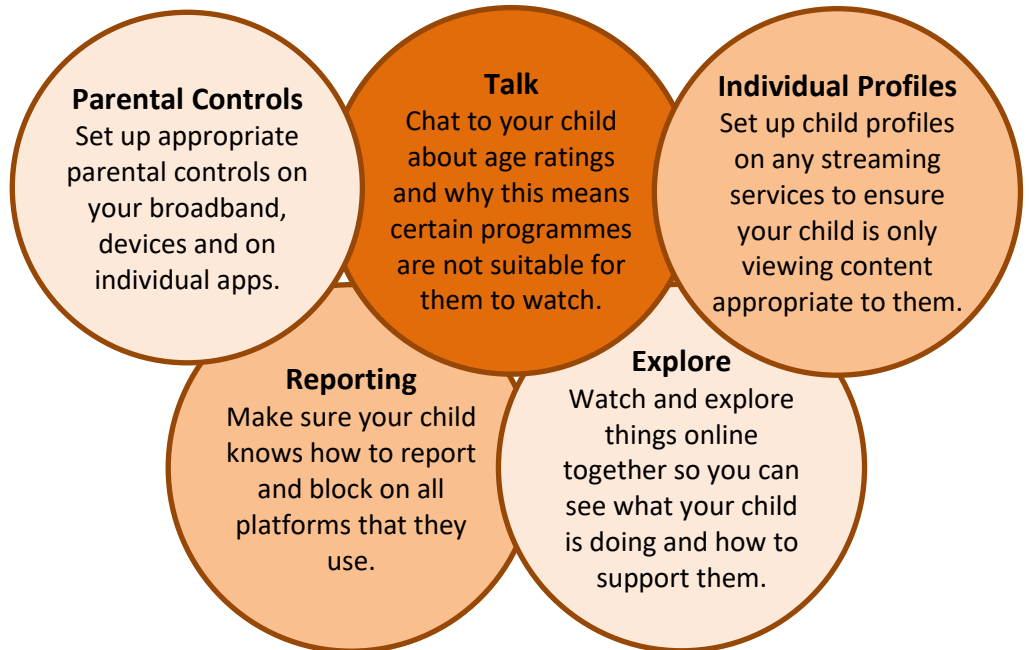 Parental Controls
Set up appropriate
parental controls on
your broadband,
devices and on
individual apps.
Talk
Chat to your child
about age ratings
and why this means
certain programmes
are not suitable for
them to watch.
Individual Profiles
Set up child profiles
on any streaming
services to ensure
your child is only
viewing content
appropriate to them.
Reporting
Make sure your child
knows how to report
and block on all
platforms that they
use.
Explore
Watch and explore
things online
together so you can
see what your child
is doing and how to
support them.